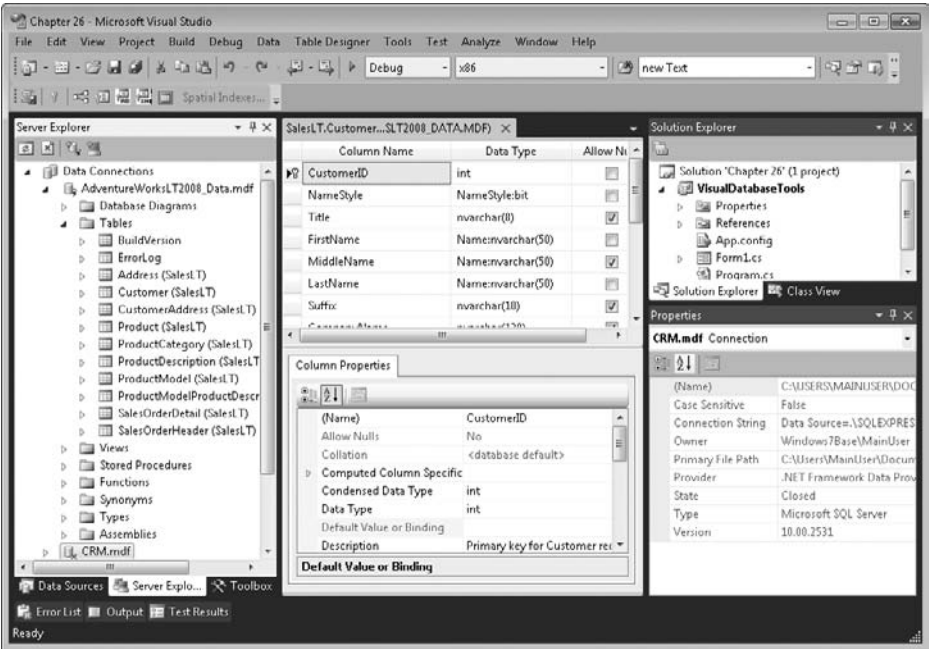 Chapter 26 - Microsoft Visual Studio
File Edit View Project Build Debug Data Table Designer Tools Test Analyze Window Help
Debug x86 new Text
Spatial Indexes...
Server Explorer
Data Connections
AdventureWorksLT2008_Data.mdf
Database Diagrams
Tables
BuildVersion
ErrorLog
Address (SalesLT)
Customer (SalesLT)
CustomerAddress (SalesLT)
Product (SalesLT)
ProductCategory (SalesLT)
ProductDescription (SalesLT
ProductModel (SalesLT)
ProductModelProductDescr
SalesOrderDetail (SalesLT)
SalesOrderHeader (SalesLT)
Views
Stored Procedures
Functions
Synonyms
Types
Assemblies
CRM.mdf
Data Sources Server Explo... Toolbox
SalesLT.Customer...SLT2008_DATA.MDF)
Column Name Data Type Allow Nu
CustomerID int
NameStyle NameStyle:bit
Title nvarchar(8)
FirstName Name:nvarchar(50)
MiddleName Name:nvarchar(50)
LastName Name:nvarchar(50)
Suffix nvarchar(10)
Column Properties
(Name) CustomerID
Allow Nulls No
Collation <database default>
Computed Column Specific
Condensed Data Type int
Data Type int
Default Value or Binding
Description Primary key for Customer rec
Default Value or Binding
Solution Explorer
Solution 'Chapter 26' (1 project)
VisualDatabaseTools
Properties
References
App.config
Form1.cs
Program.cs
Solution Explorer Class View
Properties
CRM.mdf Connection
(Name) C:\USERS\MAINUSER\DOC
Case Sensitive False
Connection String Data Source=.\SQLEXPRES
Owner Windows7Base\MainUser
Primary File Path C:\Users\MainUser\Docum
Provider .NET Framework Data Prov
State Closed
Type Microsoft SQL Server
Version 10.00.2531
Error List Output Test Results
Ready